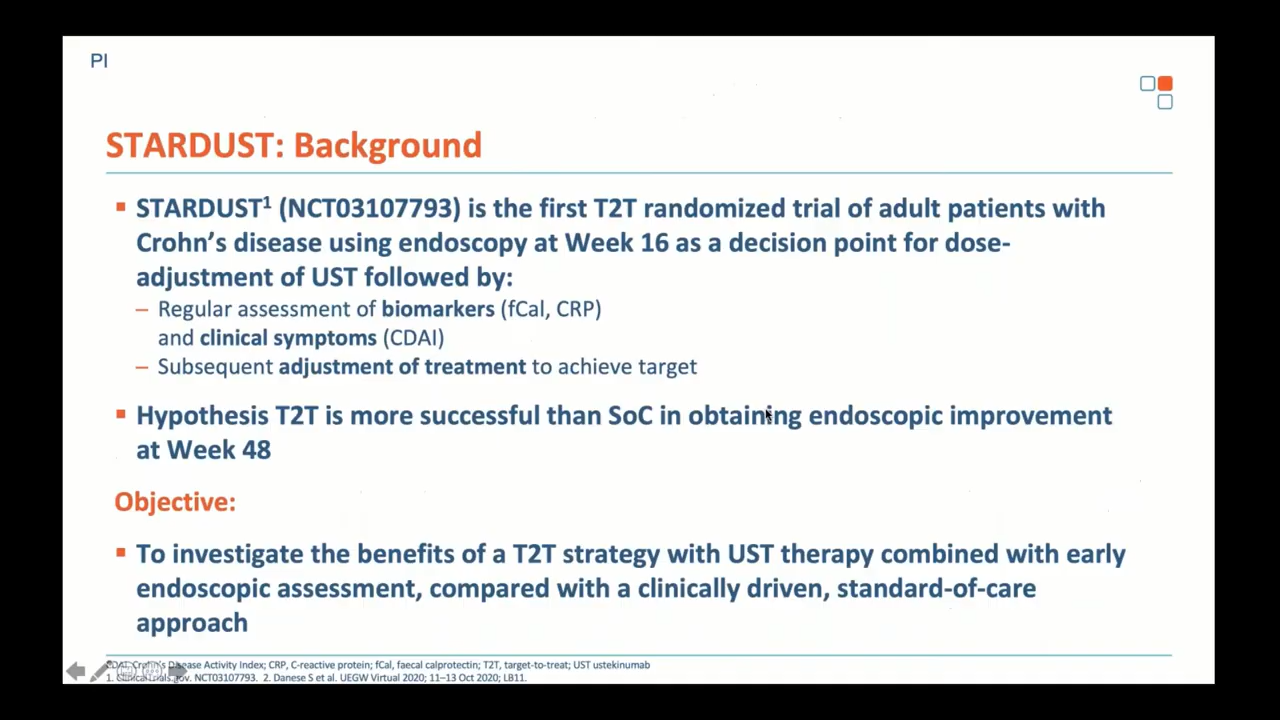 PI
STARDUST: Background
▪ STARDUST¹ (NCT03107793) is the first T2T randomized trial of adult patients with
Crohn's disease using endoscopy at Week 16 as a decision point for dose-
adjustment of UST followed by:
– Regular assessment of biomarkers (fCal, CRP)
and clinical symptoms (CDAI)
– Subsequent adjustment of treatment to achieve target
▪ Hypothesis T2T is more successful than SoC in obtaining endoscopic improvement
at Week 48
Objective:
▪ To investigate the benefits of a T2T strategy with UST therapy combined with early
endoscopic assessment, compared with a clinically driven, standard-of-care
approach
CDAI, Crohn's Disease Activity Index; CRP, C-reactive protein; fCal, faecal calprotectin; T2T, target-to-treat; UST ustekinumab
1. ClinicalTrials.gov. NCT03107793. 2. Danese S et al. UEGW Virtual 2020; 11–13 Oct 2020; LB11.